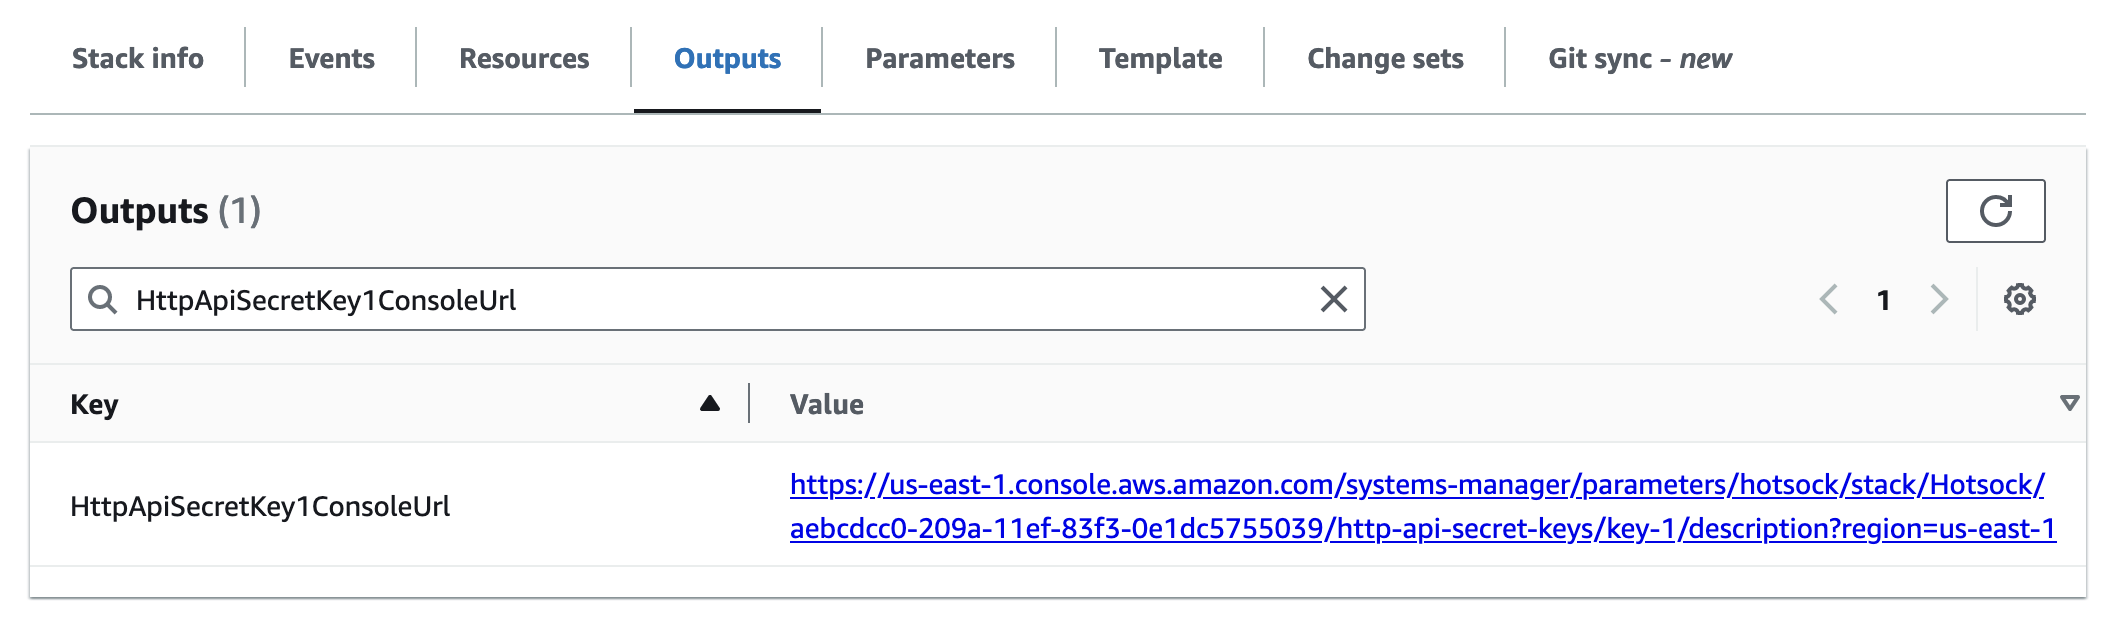 Stack info
Events
Resources
Outputs
Parameters
Template
Change sets
Git sync - new
Outputs (1)
HttpApiSecretKey1ConsoleUrl
1
Key
Value
HttpApiSecretKey1ConsoleUrl
https://us-east-1.console.aws.amazon.com/systems-manager/parameters/hotsock/stack/Hotsock/
aebcdcc0-209a-11ef-83f3-0e1dc5755039/http-api-secret-keys/key-1/description?region=us-east-1